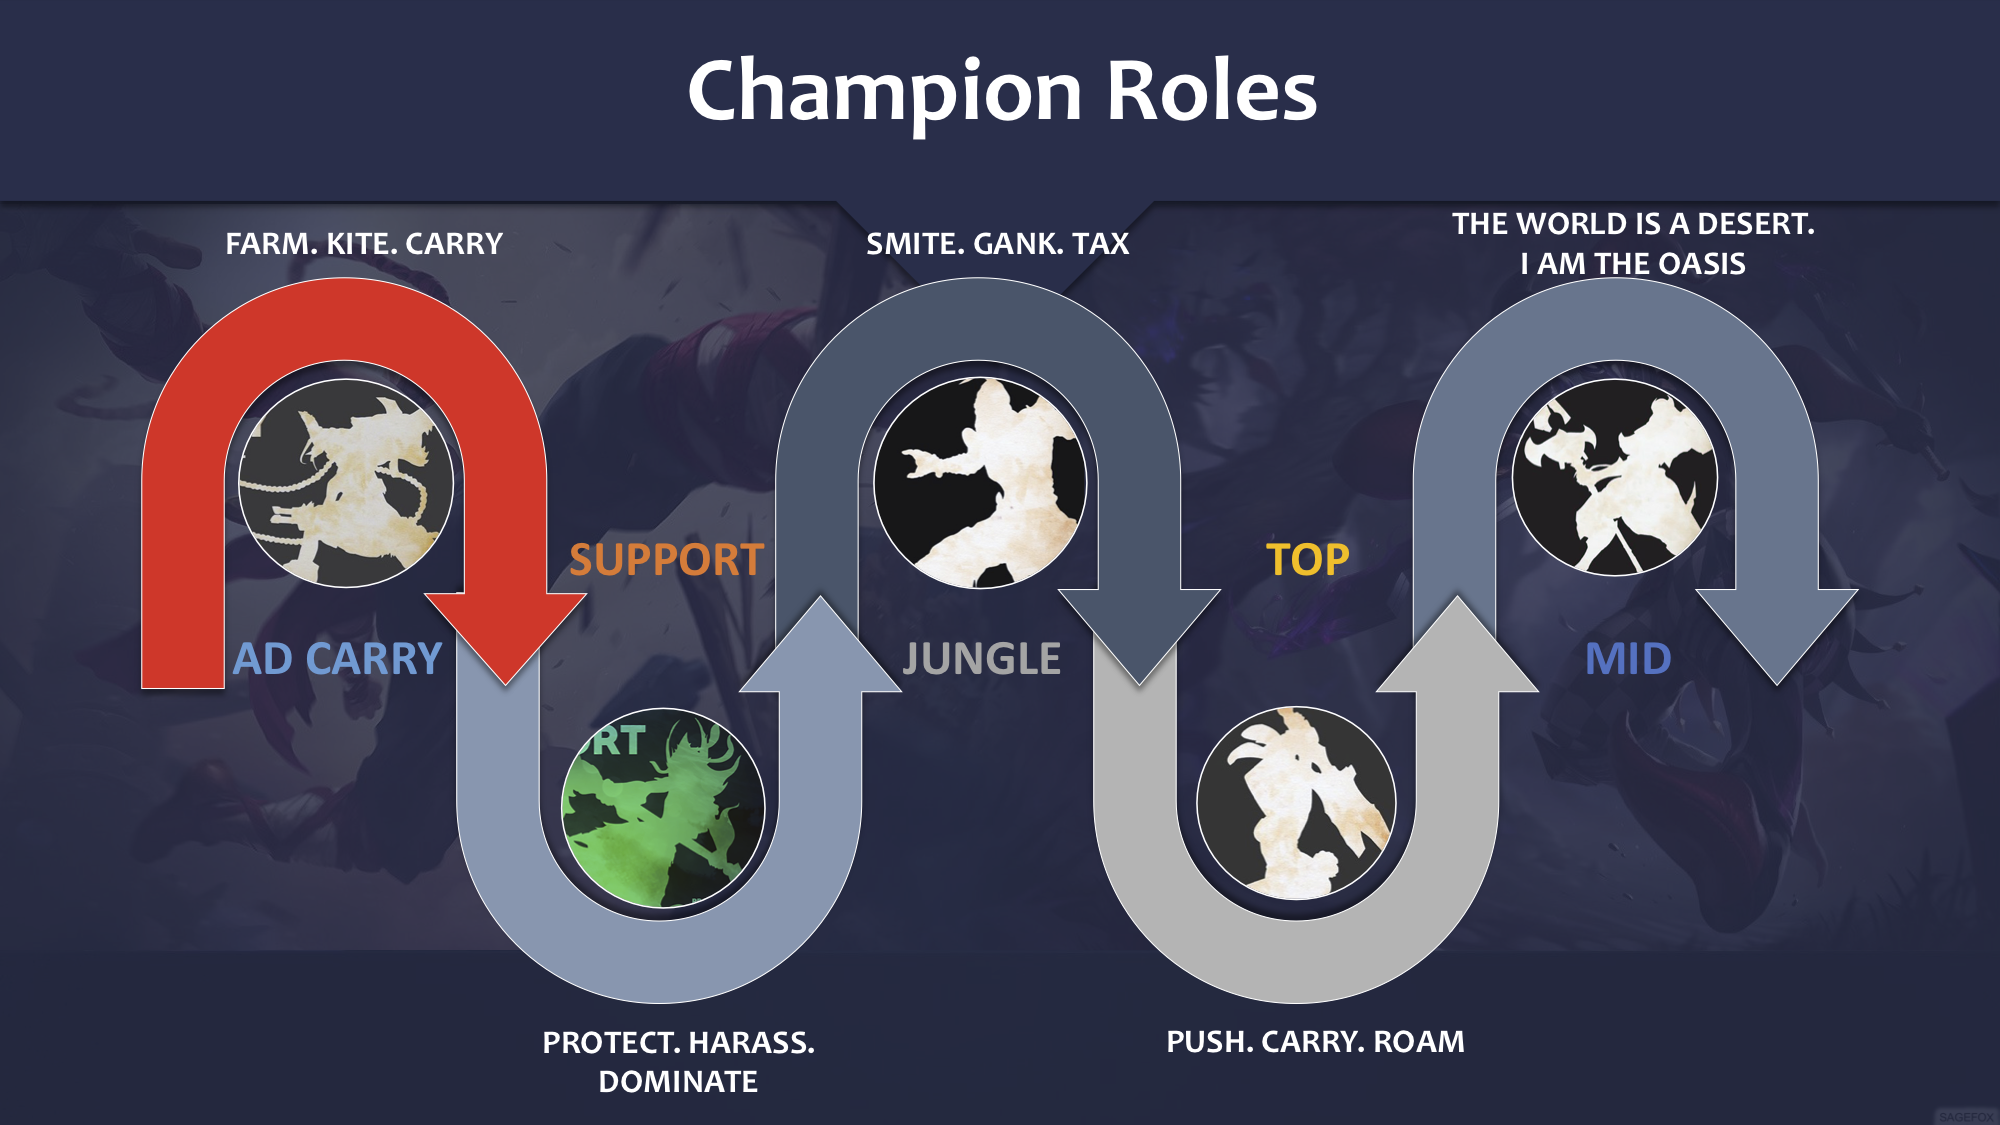 Champion Roles
FARM. KITE. CARRY
SMITE. GANK. TAX
THE WORLD IS A DESERT.
I AM THE OASIS
SUPPORT
TOP
AD CARRY
JUNGLE
MID
ORT
PROTECT. HARASS.
DOMINATE
PUSH. CARRY. ROAM
SAGEFOX